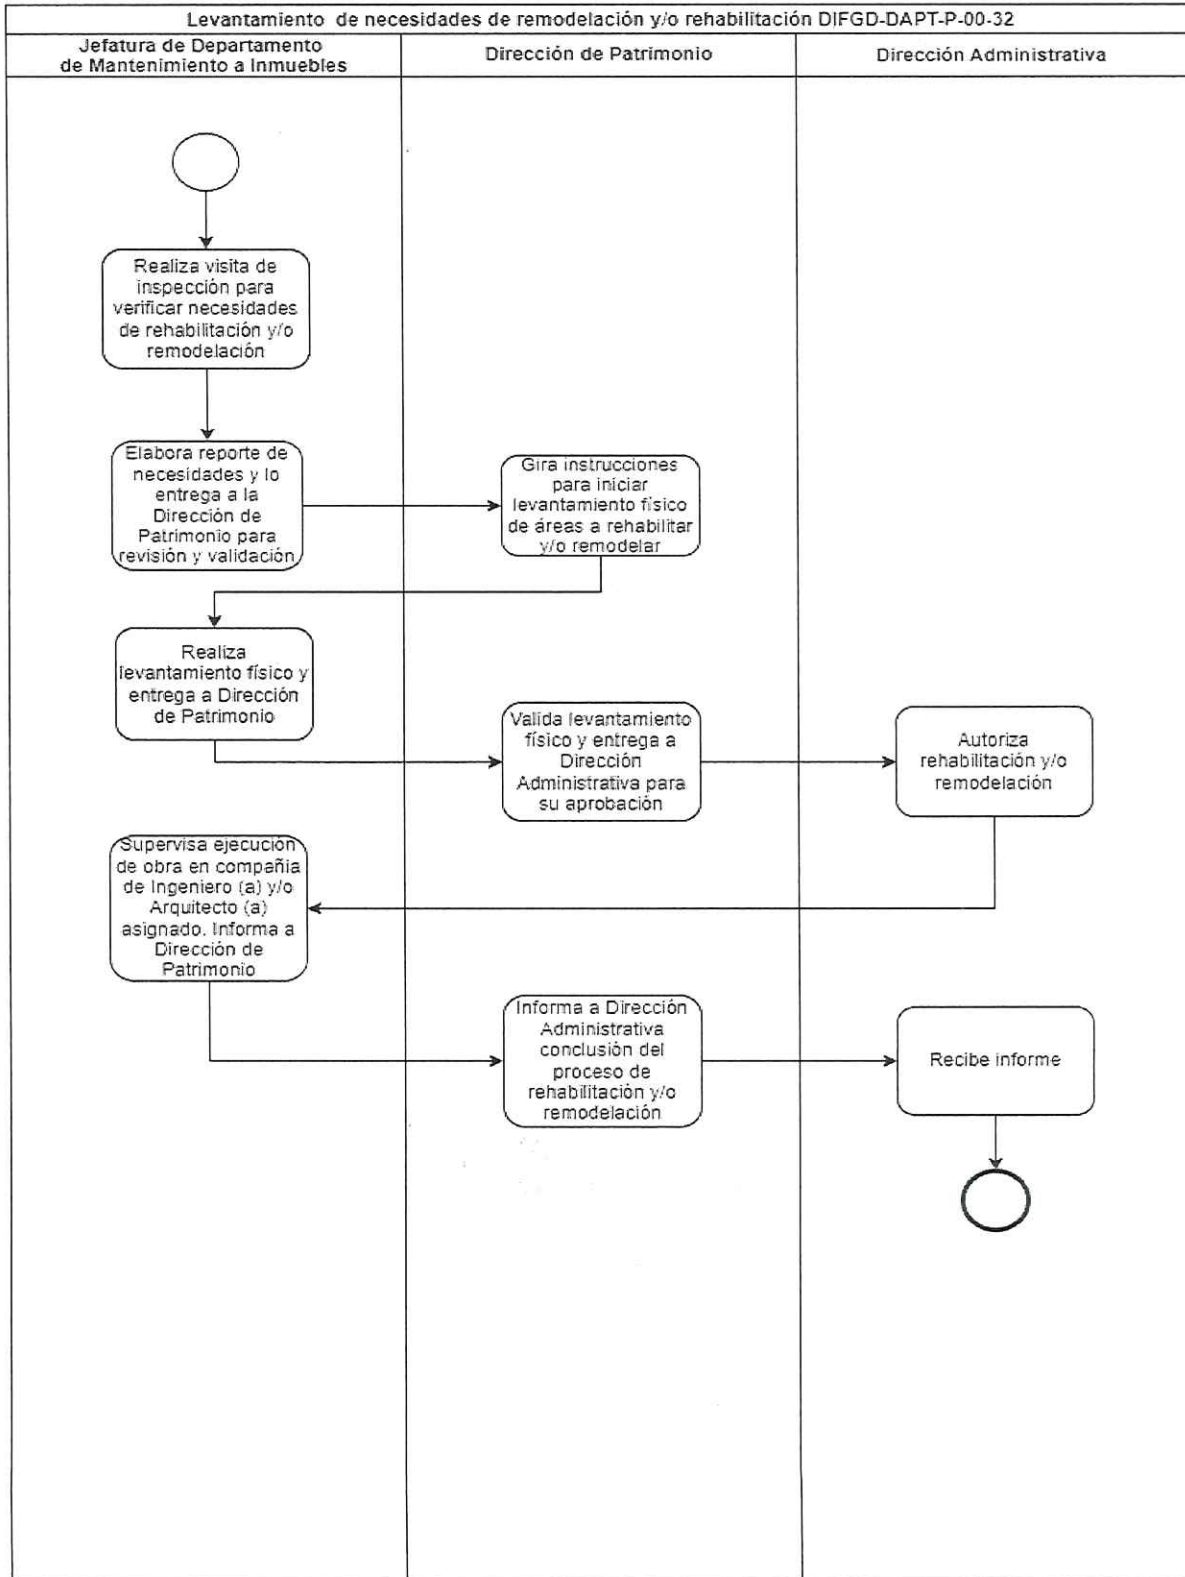 Levantamiento de necesidades de remodelación y/o rehabilitación DIFGD-DAPT-P-00-32
Jefatura de Departamento
de Mantenimiento a Inmuebles
Dirección de Patrimonio
Dirección Administrativa
Realiza visita de
inspección para
verificar necesidades
de rehabilitación y/o
remodelación
Elabora reporte de
necesidades y lo
entrega a la
Dirección de
Patrimonio para
revisión y validación
Gira instrucciones
para iniciar
levantamiento físico
de áreas a rehabilitar
y/o remodelar
Realiza
levantamiento físico y
entrega a Dirección
de Patrimonio
Valida levantamiento
físico y entrega a
Dirección
Administrativa para
su aprobación
Autoriza
rehabilitación y/o
remodelación
Supervisa ejecución
de obra en compañia
de Ingeniero (a) y/o
Arquitecto (a)
asignado. Informa a
Dirección de
Patrimonio
Informa a Dirección
Administrativa
conclusión del
proceso de
rehabilitación y/o
remodelación
Recibe informe